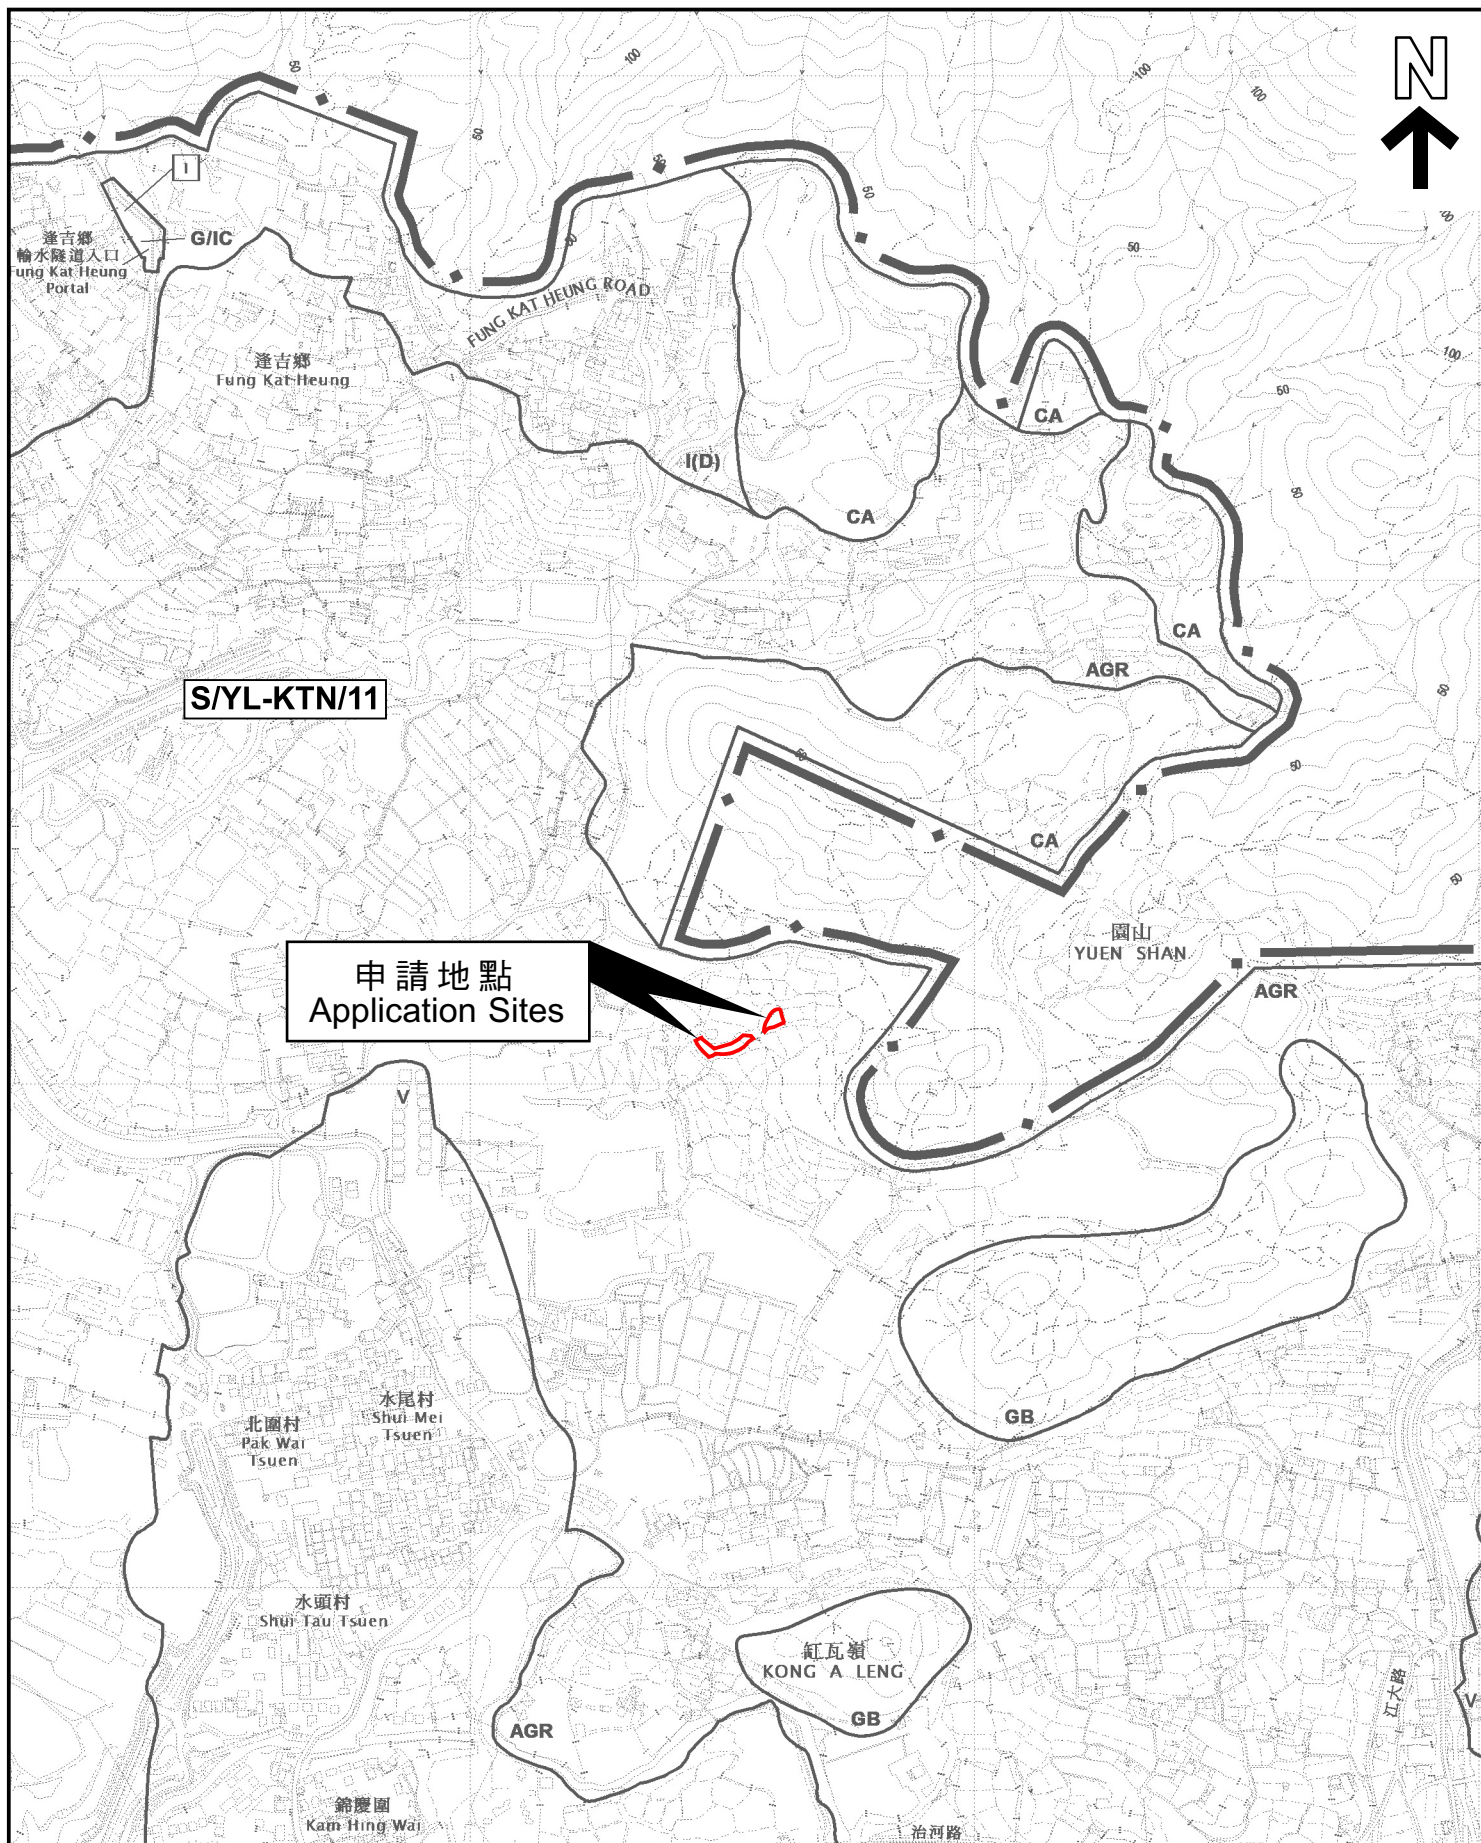 N
50
100
100
100
50
50
50
100
50
I
逢吉鄉
輸水隧道入口
Fung Kat Heung
Portal
G/IC
50
50
FUNG KAT HEUNG ROAD
逢吉鄉
Fung Kat Heung
100
50
CA
I(D)
CA
50
CA
AGR
S/YL-KTN/11
50
50
50
CA
50
園山
YUEN SHAN
申請地點
Application Sites
AGR
V
水尾村
Shui Mei
Tsuen
北圍村
Pak Wai
Tsuen
GB
水頭村
Shui Tau Tsuen
缸瓦嶺
KONG A LENG
江大路
V
GB
AGR
錦慶圍
Kam Hing Wai
治河路